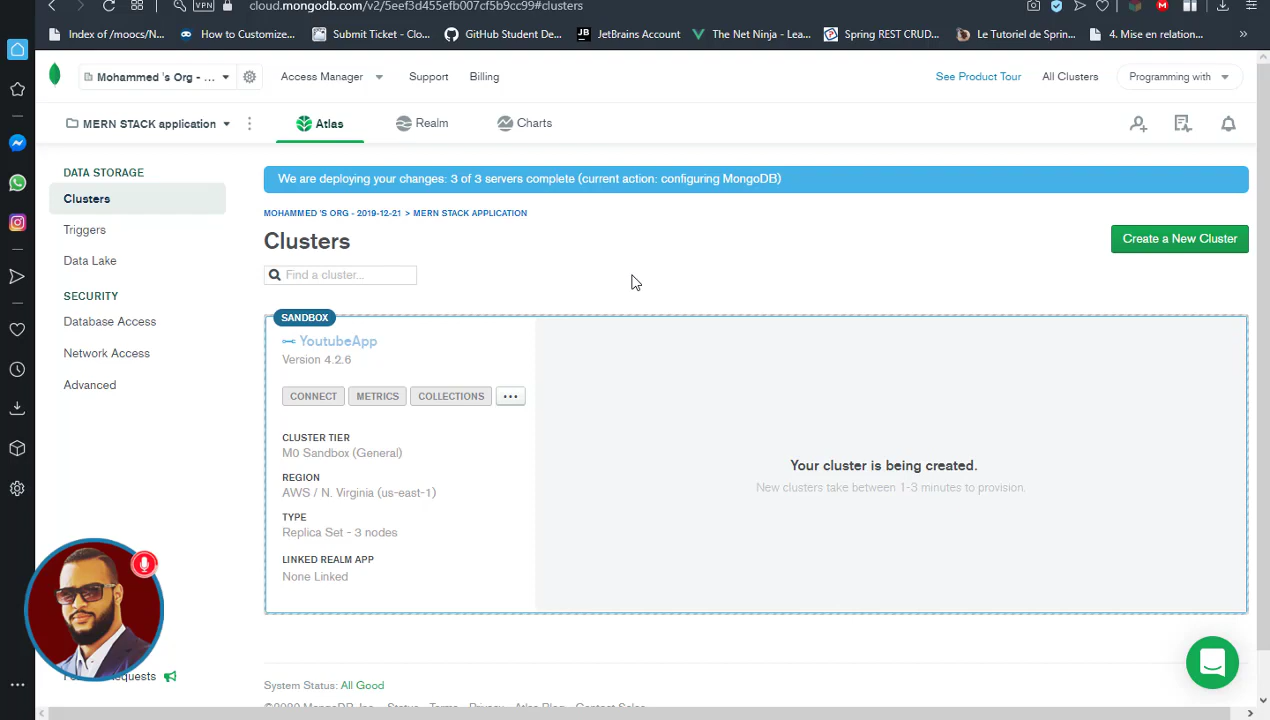 cloud.mongodb.com/v2/5eef3d455efb007cf5b9cc99#clusters
VPN
Index of /moocs/N...
How to Customize...
Submit Ticket - Clo...
GitHub Student De...
JetBrains Account
The Net Ninja - Lea...
Spring REST CRUD...
Le Tutoriel de Sprin...
4. Mise en relation...
Mohammed 's Org - ...
Access Manager
Support
Billing
See Product Tour
All Clusters
Programming with
MERN STACK application
Atlas
Realm
Charts
DATA STORAGE
Clusters
Triggers
Data Lake
SECURITY
Database Access
Network Access
Advanced
We are deploying your changes: 3 of 3 servers complete (current action: configuring MongoDB)
MOHAMMED 'S ORG - 2019-12-21 > MERN STACK APPLICATION
Clusters
Create a New Cluster
Find a cluster...
SANDBOX
YoutubeApp
Version 4.2.6
CONNECT
METRICS
COLLECTIONS
...
CLUSTER TIER
M0 Sandbox (General)
REGION
AWS / N. Virginia (us-east-1)
TYPE
Replica Set - 3 nodes
LINKED REALM APP
None Linked
Your cluster is being created.
New clusters take between 1-3 minutes to provision.
System Status: All Good
©2020 MongoDB, Inc. Status Terms Privacy Atlas Blog Contact Sales